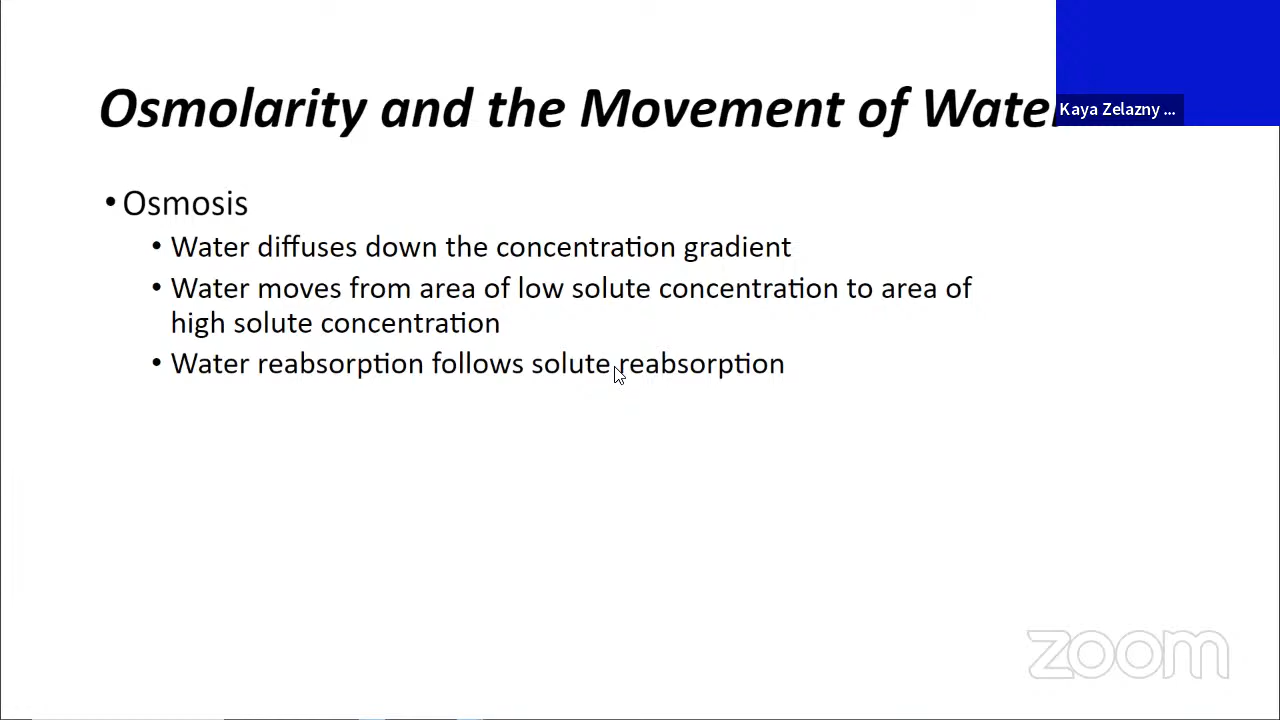 Osmolarity and the Movement of Water
Kaya Zelazny ...
• Osmosis
• Water diffuses down the concentration gradient
• Water moves from area of low solute concentration to area of
high solute concentration
• Water reabsorption follows solute reabsorption
zoom